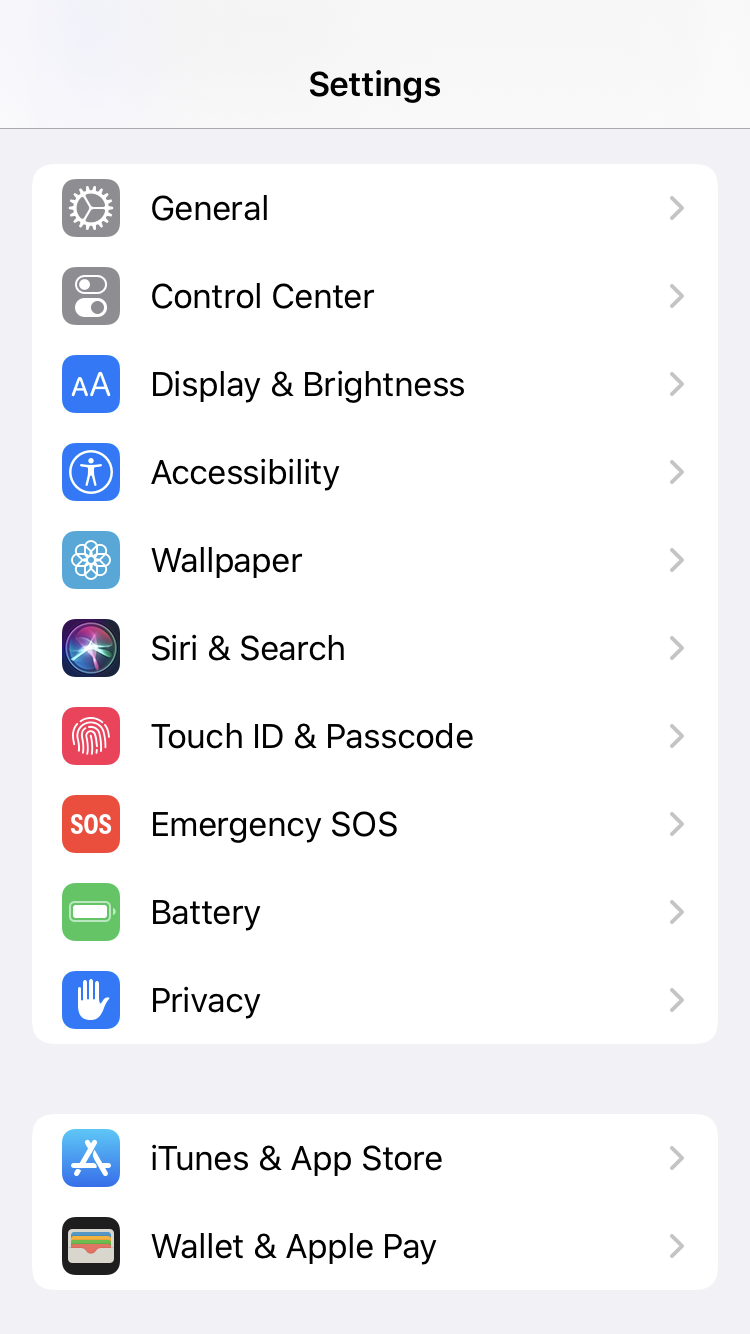 Settings
General
Control Center
AA Display & Brightness
Accessibility
Wallpaper
Siri & Search
Touch ID & Passcode
SOS Emergency SOS
Battery
Privacy
iTunes & App Store
Wallet & Apple Pay